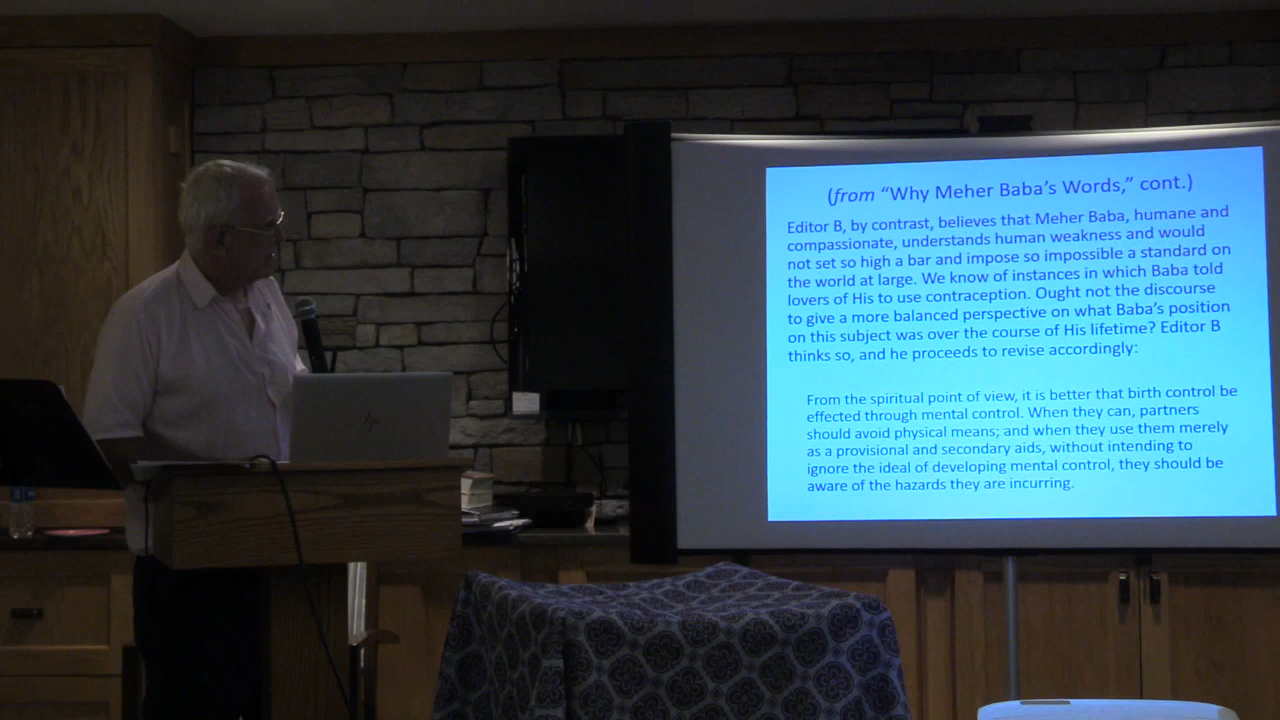 (from “Why Meher Baba’s Words,” cont.)
Editor B, by contrast, believes that Meher Baba, humane and
compassionate, understands human weakness and would
not set so high a bar and impose so impossible a standard on
the world at large. We know of instances in which Baba told
lovers of His to use contraception. Ought not the discourse
to give a more balanced perspective on what Baba’s position
on this subject was over the course of His lifetime? Editor B
thinks so, and he proceeds to revise accordingly:
From the spiritual point of view, it is better that birth control be
effected through mental control. When they can, partners
should avoid physical means; and when they use them merely
as a provisional and secondary aids, without intending to
ignore the ideal of developing mental control, they should be
aware of the hazards they are incurring.
hp